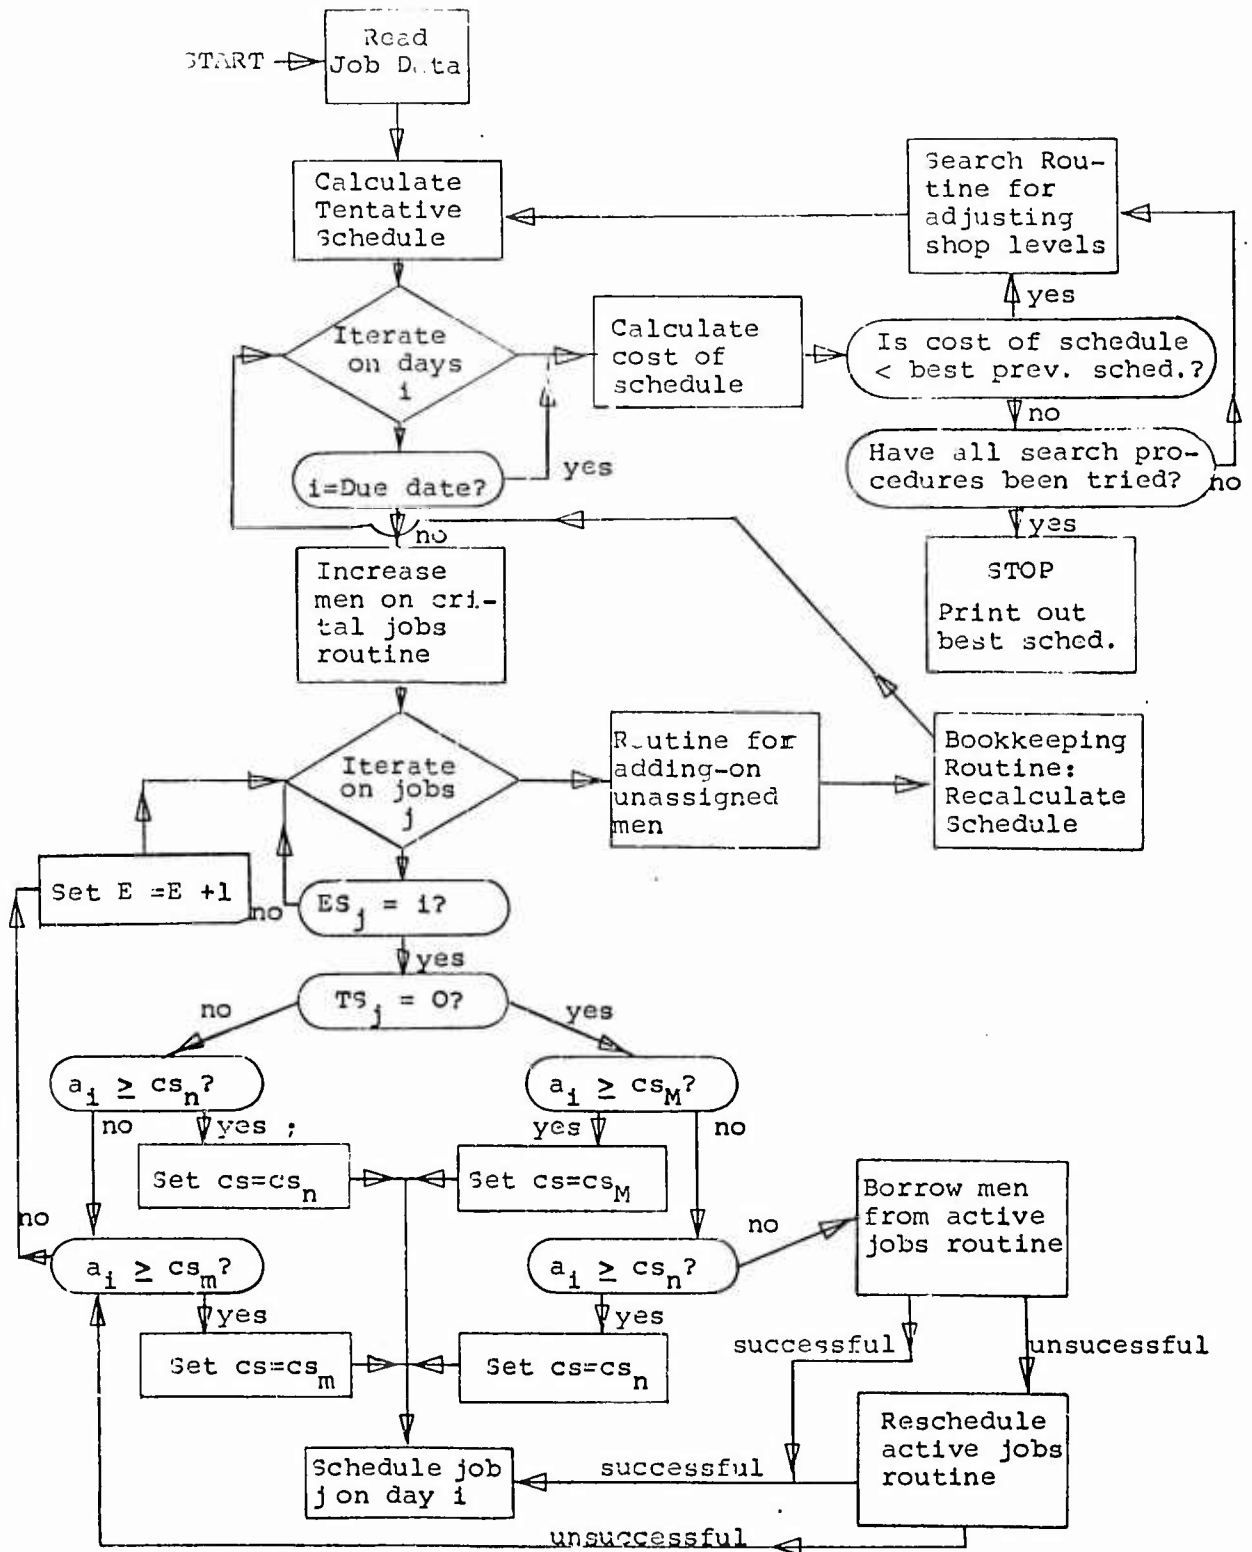 Read
START
Job Data
Calculate
Tentative
Schedule
Search Rou-
tine for
adjusting
shop levels
yes
Iterate
on days
i
Calculate
cost of
schedule
Is cost of schedule
< best prev. sched.?
no
Have all search pro-
cedures been tried?
no
yes
i=Due date?
yes
no
STOP
Print out
best sched.
Increase
men on cri-
tal jobs
routine
Iterate
on jobs
j
Routine for
adding-on
unassigned
men
Bookkeeping
Routine:
Recalculate
Schedule
Set E =E +1
no
ES_j = i?
yes
TS_j = 0?
no
yes
a_i ≥ cs_n?
a_i ≥ cs_M?
no
yes ;
yes
no
Set cs=cs_n
Set cs=cs_M
Borrow men
from active
jobs routine
no
no
a_i ≥ cs_m?
a_i ≥ cs_n?
yes
yes
successful
unsucessful
Set cs=cs_m
Set cs=cs_n
Reschedule
active jobs
routine
Schedule job
j on day i
successful
unsuccessful